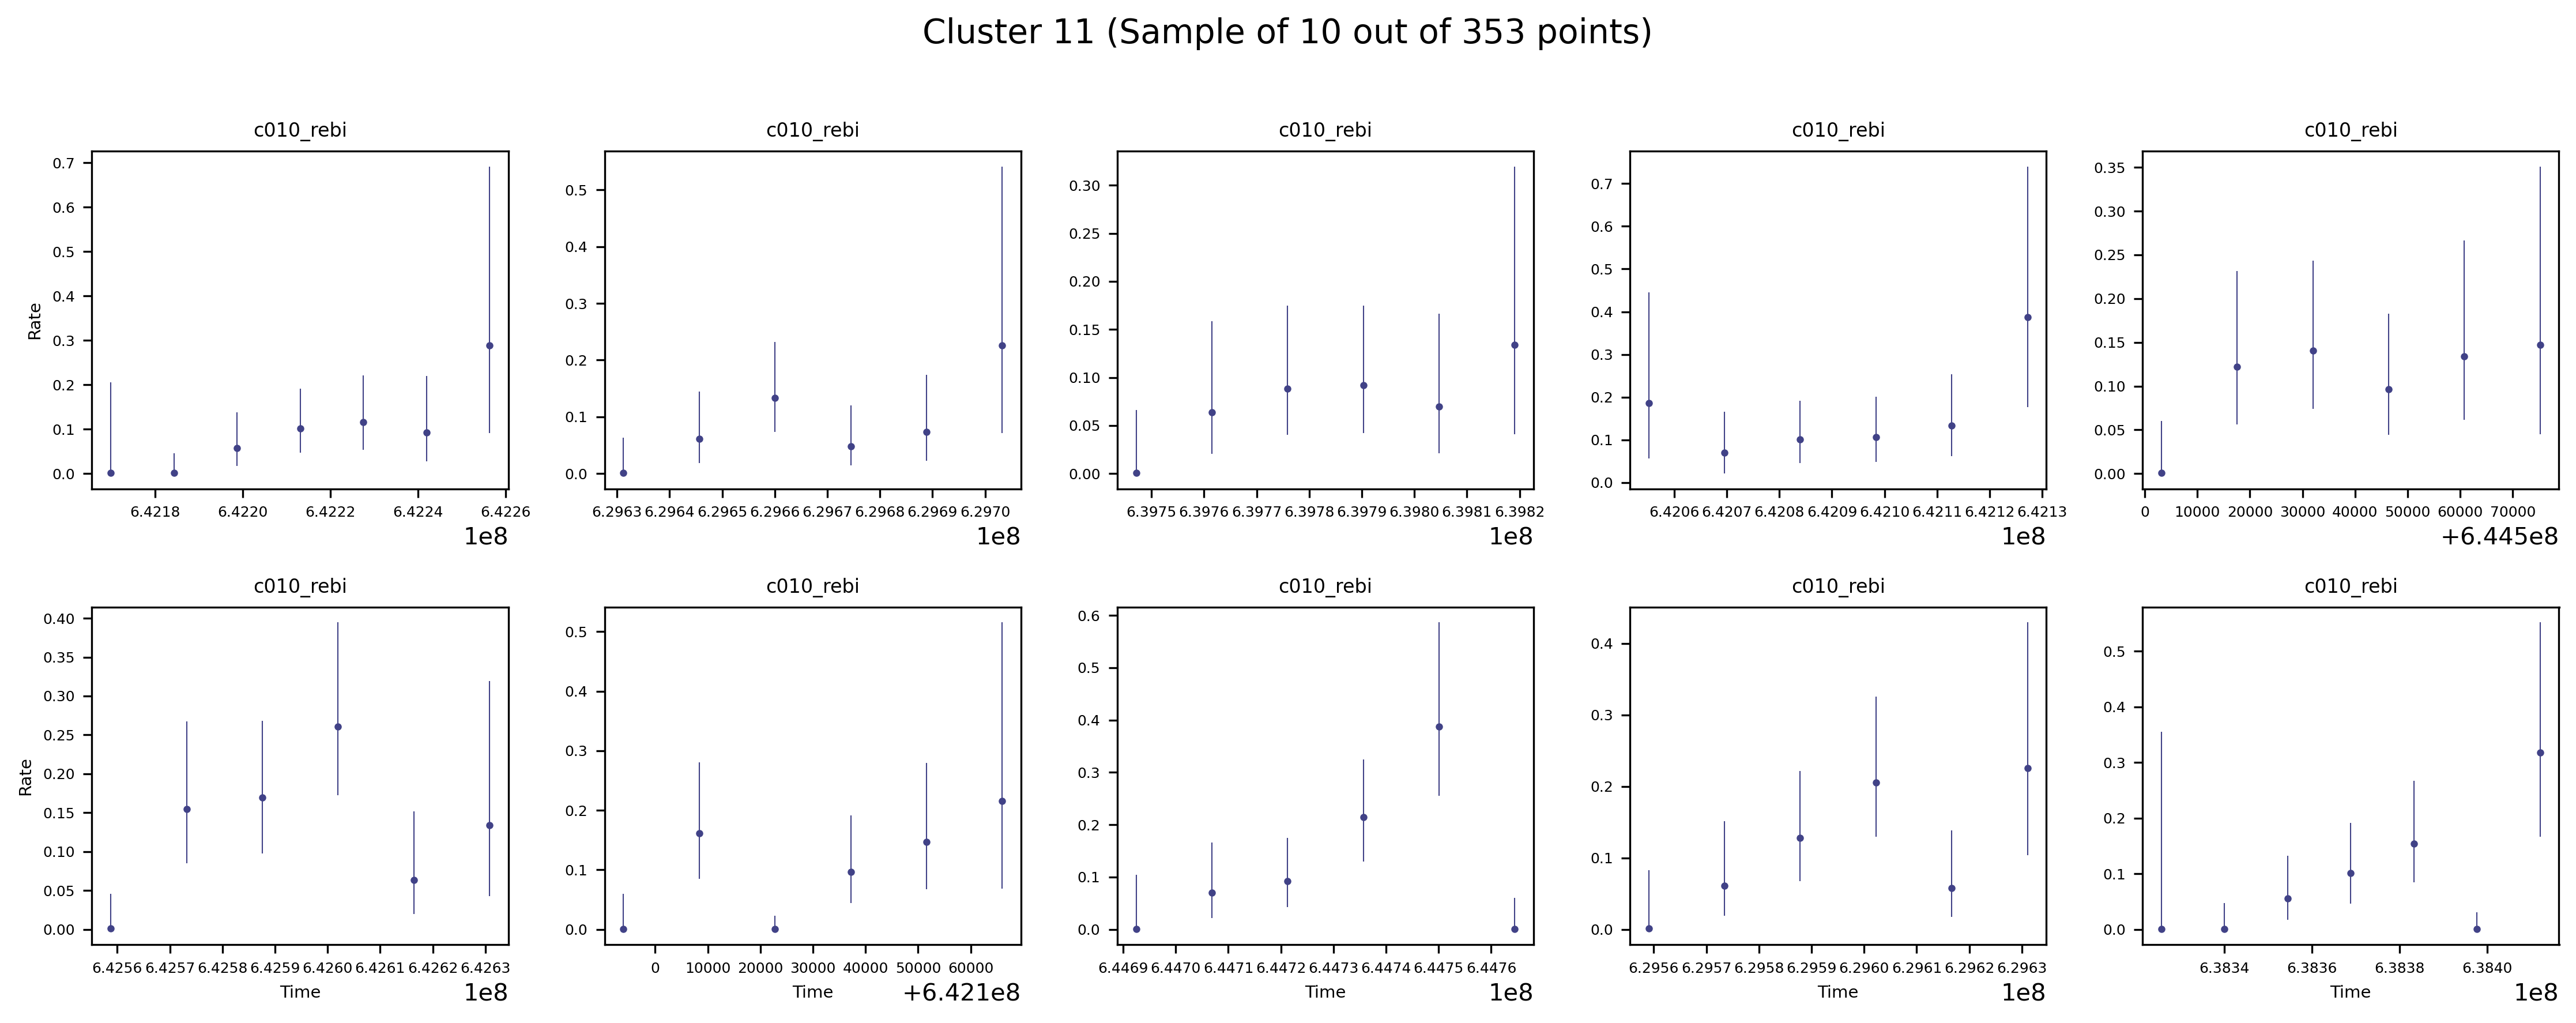 Cluster 11 (Sample of 10 out of 353 points)
c010_rebi c010_rebi c010_rebi c010_rebi c010_rebi
Rate
0.7 0.6 0.5 0.4 0.3 0.2 0.1 0.0
6.4218 6.4220 6.4222 6.4224 6.4226
1e8
0.5 0.4 0.3 0.2 0.1 0.0
6.2963 6.2964 6.2965 6.2966 6.2967 6.2968 6.2969 6.2970
1e8
0.30 0.25 0.20 0.15 0.10 0.05 0.00
6.3975 6.3976 6.3977 6.3978 6.3979 6.3980 6.3981 6.3982
1e8
0.7 0.6 0.5 0.4 0.3 0.2 0.1 0.0
6.4206 6.4207 6.4208 6.4209 6.4210 6.4211 6.4212 6.4213
1e8
0.35 0.30 0.25 0.20 0.15 0.10 0.05 0.00
0 10000 20000 30000 40000 50000 60000 70000
+6.445e8
c010_rebi c010_rebi c010_rebi c010_rebi c010_rebi
Rate
0.40 0.35 0.30 0.25 0.20 0.15 0.10 0.05 0.00
6.4256 6.4257 6.4258 6.4259 6.4260 6.4261 6.4262 6.4263
Time 1e8
0.5 0.4 0.3 0.2 0.1 0.0
0 10000 20000 30000 40000 50000 60000
Time +6.421e8
0.6 0.5 0.4 0.3 0.2 0.1 0.0
6.4469 6.4470 6.4471 6.4472 6.4473 6.4474 6.4475 6.4476
Time 1e8
0.4 0.3 0.2 0.1 0.0
6.2956 6.2957 6.2958 6.2959 6.2960 6.2961 6.2962 6.2963
Time 1e8
0.5 0.4 0.3 0.2 0.1 0.0
6.3834 6.3836 6.3838 6.3840
Time 1e8